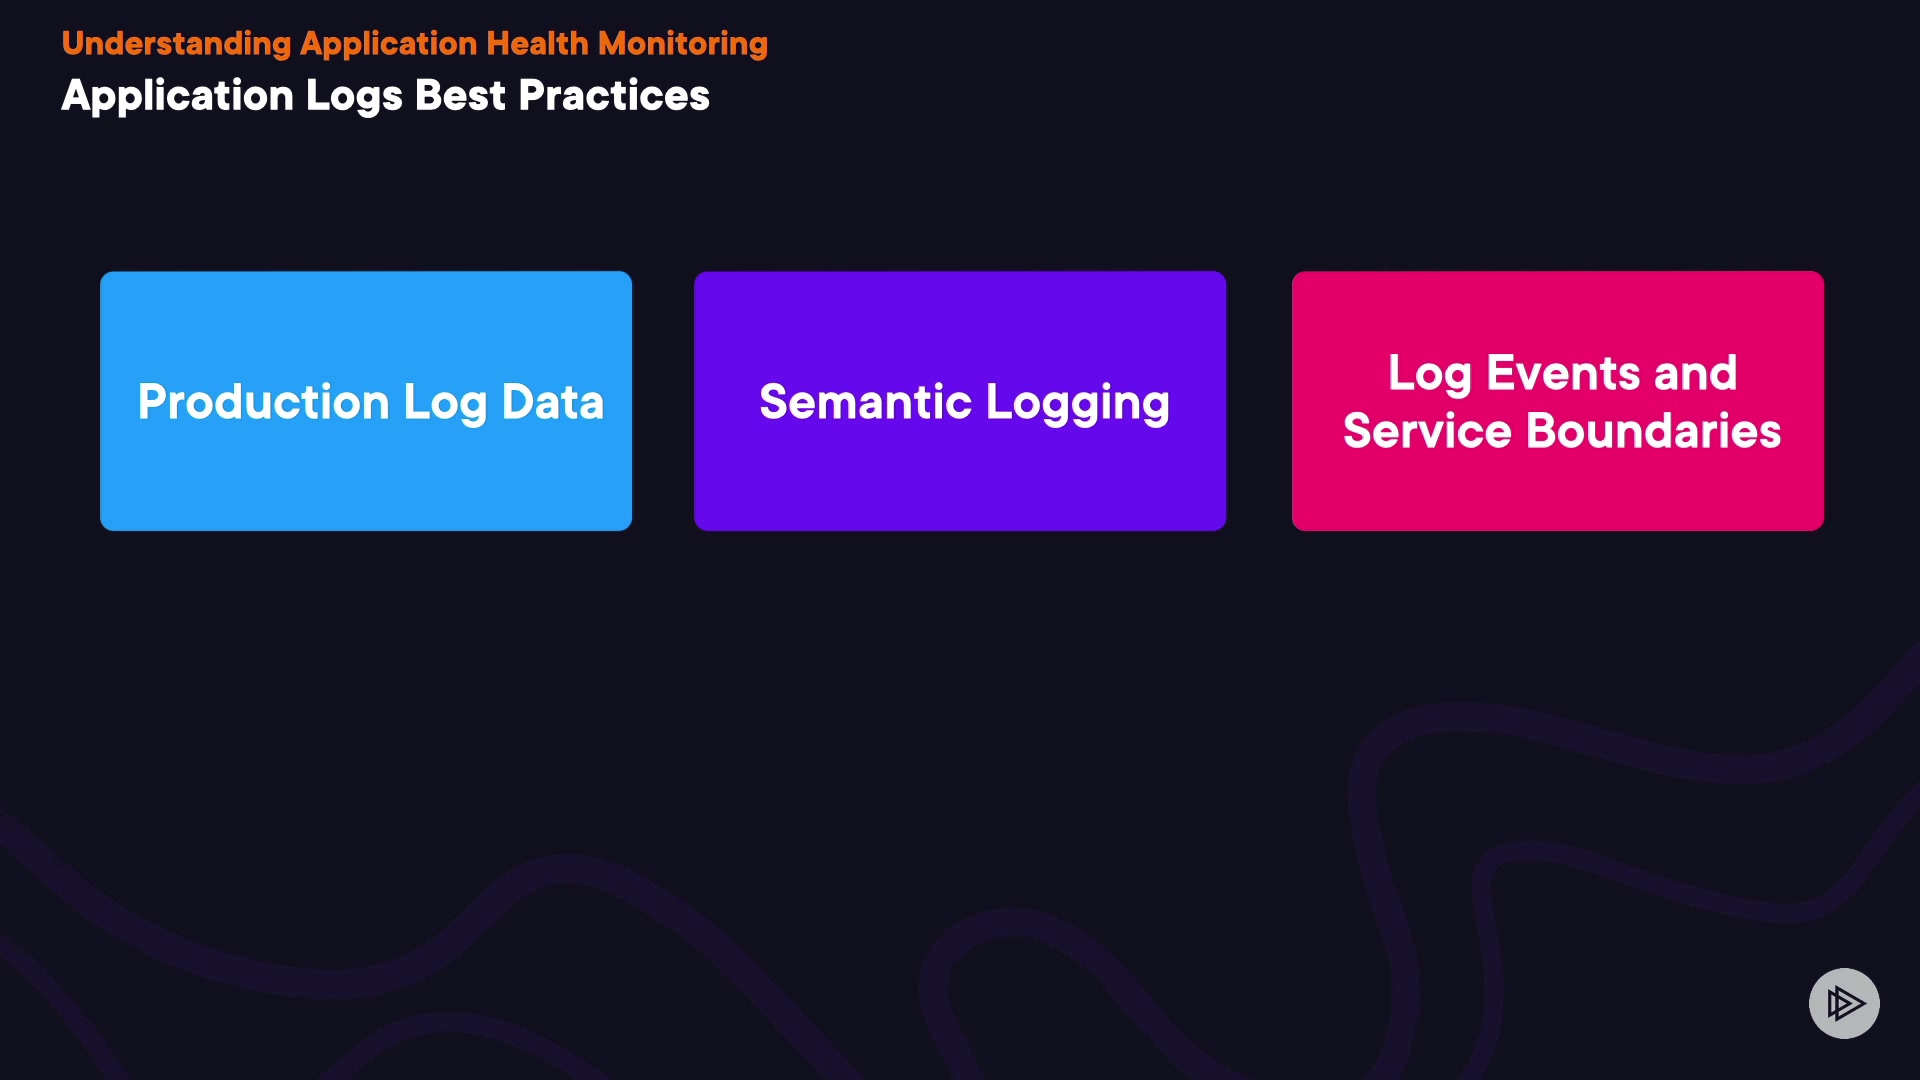 Understanding Application Health Monitoring
Application Logs Best Practices
Production Log Data
Semantic Logging
Log Events and
Service Boundaries